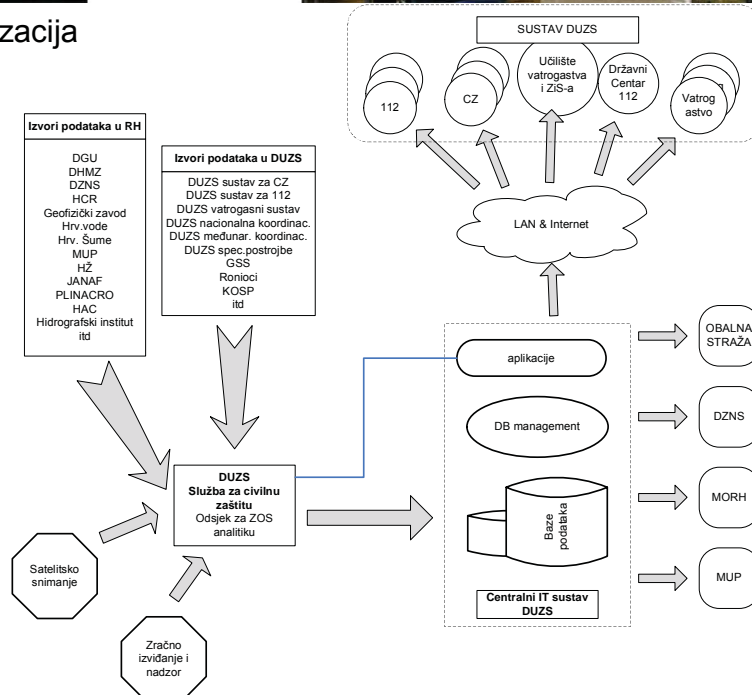 zacija
SUSTAV DUZS
112
CZ
Učilište
vatrogastva
i ZiS-a
Državni
Centar
112
Vatrog
astvo
Izvori podataka u RH
DGU
DHMZ
DZNS
HCR
Geofizički zavod
Hrv.vode
Hrv. Šume
MUP
HŽ
JANAF
PLINACRO
HAC
Hidrografski institut
itd
Izvori podataka u DUZS
DUZS sustav za CZ
DUZS sustav za 112
DUZS vatrogasni sustav
DUZS nacionalna koordinac.
DUZS međunar. koordinac.
DUZS spec.postrojbe
GSS
Ronioci
KOSP
itd
LAN & Internet
aplikacije
DB management
Baze
podataka
Centralni IT sustav
DUZS
OBALNA
STRAŽA
DZNS
MORH
MUP
DUZS
Služba za civilnu
zaštitu
Odsjek za ZOS
analitiku
Satelitsko
snimanje
Zračno
izviđanje i
nadzor